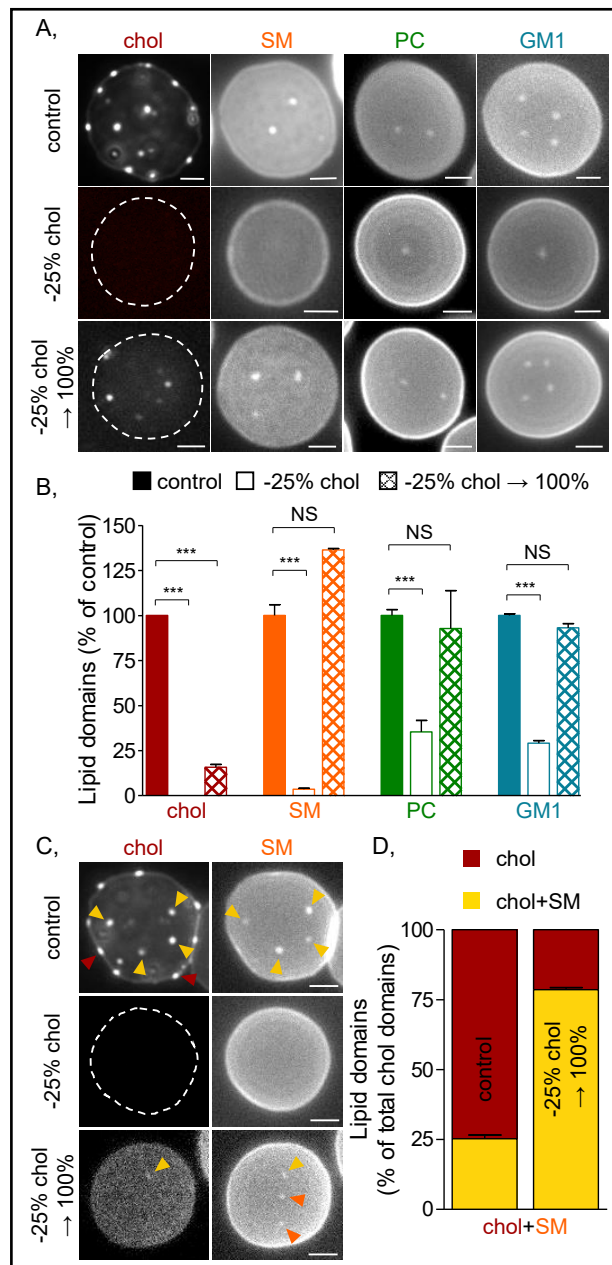 A,
chol SM PC GM1
control
-25% chol
-25% chol
→ 100%
B,
control -25% chol -25% chol → 100%
Lipid domains (% of control)
150
125
100
75
50
25
0
*** ***
*** NS
*** NS
*** NS
chol SM PC GM1
C,
chol SM
control
-25% chol
-25% chol
→ 100%
D,
chol
chol+SM
Lipid domains
(% of total chol domains)
100
75
50
25
0
control
-25% chol
→ 100%
chol+SM